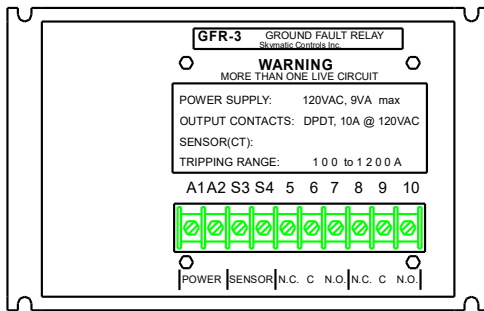 GFR-3 GROUND FAULT RELAY
Skymatic Controls Inc.
WARNING
MORE THAN ONE LIVE CIRCUIT
POWER SUPPLY: 120VAC, 9VA max
OUTPUT CONTACTS: DPDT, 10A @ 120VAC
SENSOR(CT):
TRIPPING RANGE: 100 to 1200A
A1 A2 S3 S4 5 6 7 8 9 10
POWER SENSOR N.C. C N.O. N.C. C N.O.